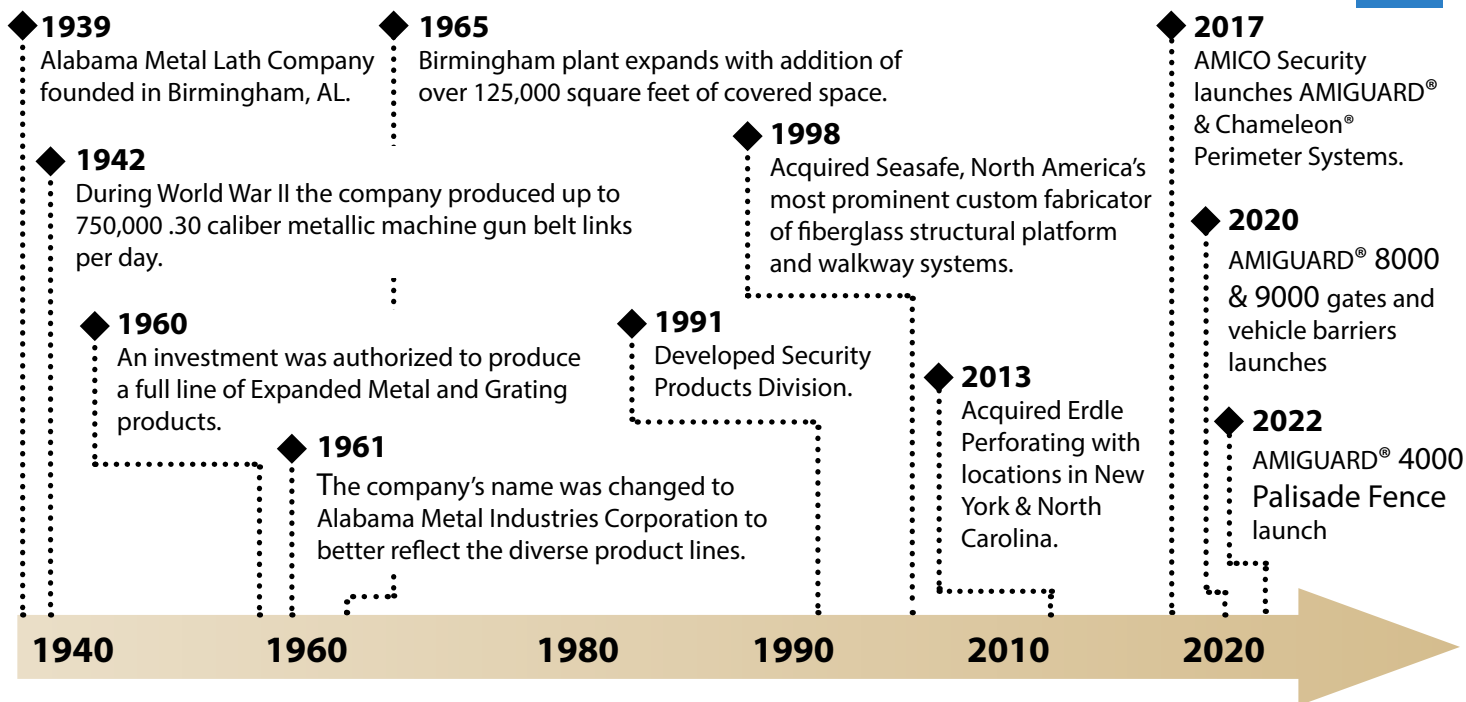 1939
Alabama Metal Lath Company
founded in Birmingham, AL.
1942
During World War II the company produced up to
750,000 .30 caliber metallic machine gun belt links
per day.
1960
An investment was authorized to produce
a full line of Expanded Metal and Grating
products.
1961
The company’s name was changed to
Alabama Metal Industries Corporation to
better reflect the diverse product lines.
1965
Birmingham plant expands with addition of
over 125,000 square feet of covered space.
1991
Developed Security
Products Division.
1998
Acquired Seasafe, North America’s
most prominent custom fabricator
of fiberglass structural platform
and walkway systems.
2013
Acquired Erdle
Perforating with
locations in New
York & North
Carolina.
2017
AMICO Security
launches AMIGUARD®
& Chameleon®
Perimeter Systems.
2020
AMIGUARD® 8000
& 9000 gates and
vehicle barriers
launches
2022
AMIGUARD® 4000
Palisade Fence
launch
1940
1960
1980
1990
2010
2020